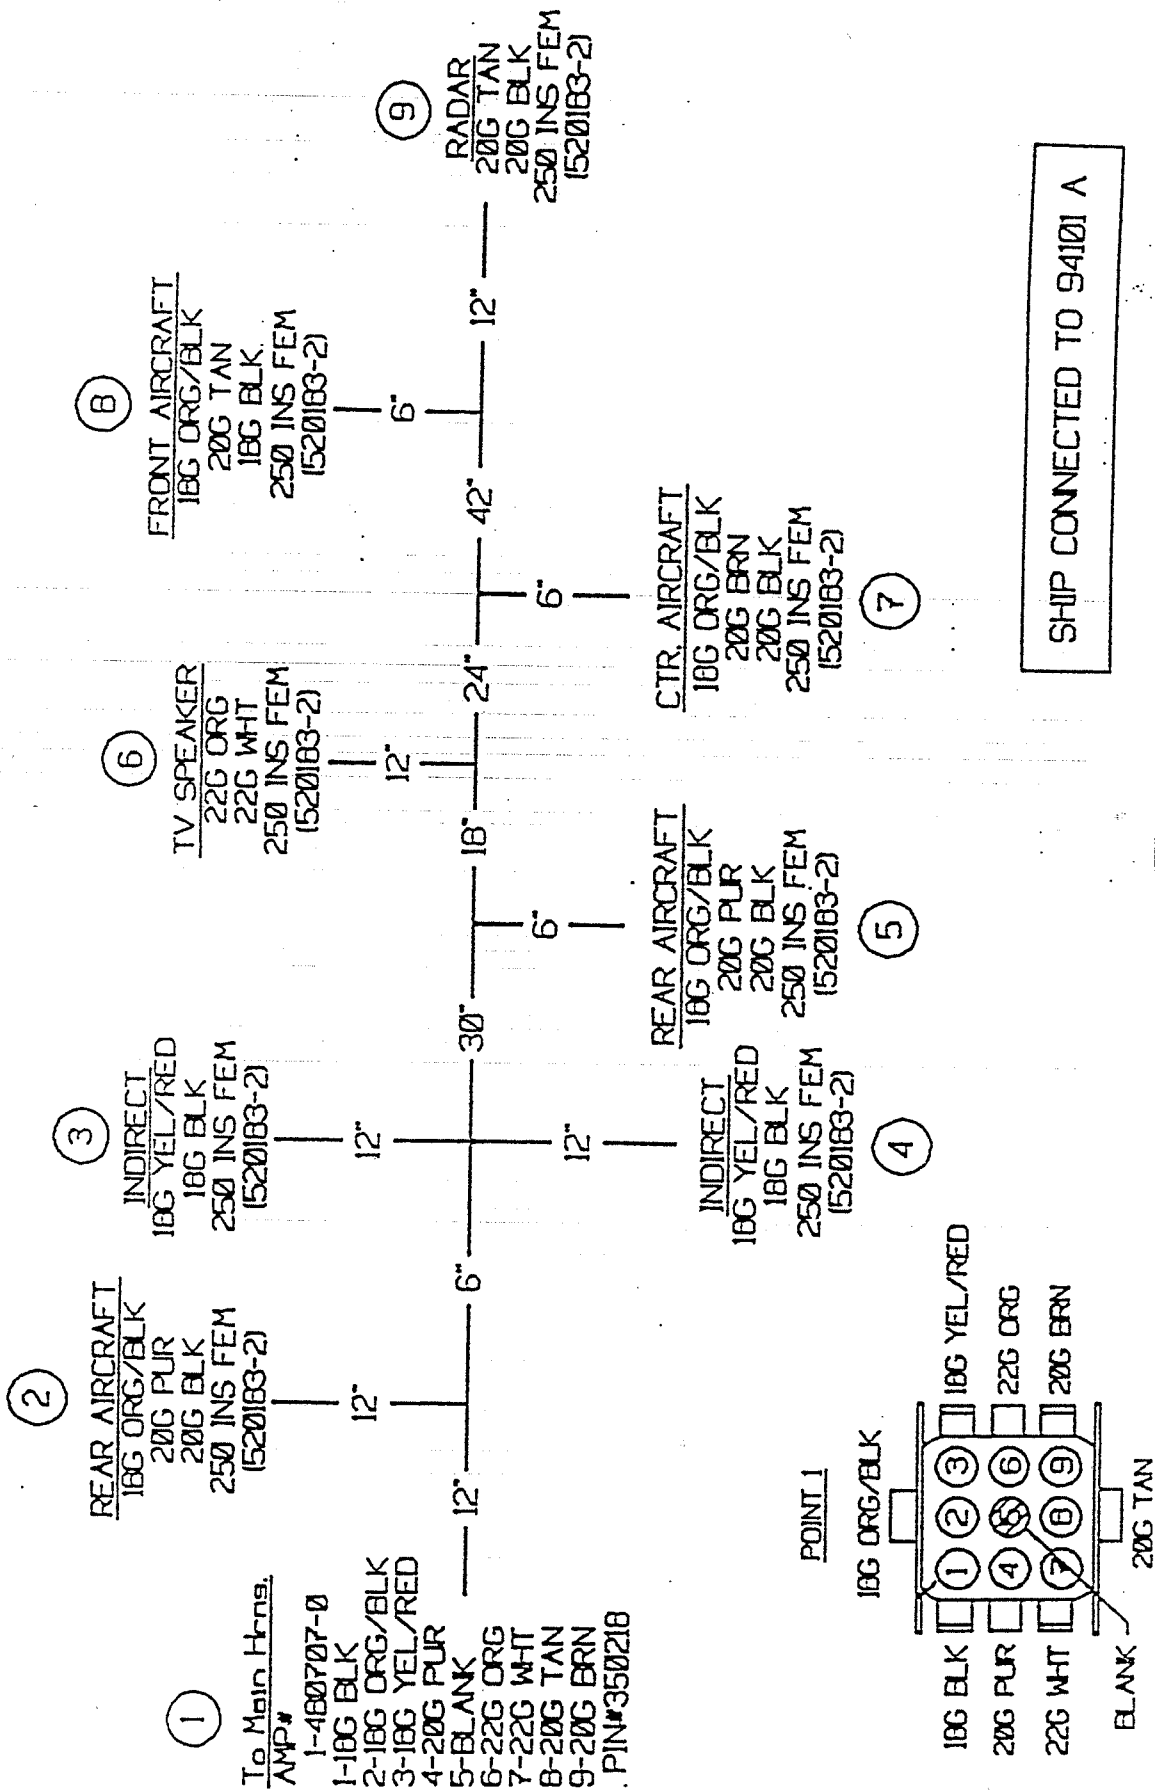 1
To Main Hrns.
AMP#
1-480707-0
1-18G BLK
2-18G ORG/BLK
3-18G YEL/RED
4-20G PUR
5-BLANK
6-22G ORG
7-22G WHT
8-20G TAN
9-20G BRN
PIN#350218
12"
2
REAR AIRCRAFT
18G ORG/BLK
20G PUR
20G BLK
250 INS FEM
(520183-2)
12"
6"
3
INDIRECT
18G YEL/RED
18G BLK
250 INS FEM
(520183-2)
12"
12"
INDIRECT
18G YEL/RED
18G BLK
250 INS FEM
(520183-2)
4
30"
6"
REAR AIRCRAFT
18G ORG/BLK
20G PUR
20G BLK
250 INS FEM
(520183-2)
5
18"
6
TV SPEAKER
22G ORG
22G WHT
250 INS FEM
(520183-2)
12"
24"
6"
CTR. AIRCRAFT
18G ORG/BLK
20G BRN
20G BLK
250 INS FEM
(520183-2)
7
42"
8
FRONT AIRCRAFT
18G ORG/BLK
20G TAN
18G BLK
250 INS FEM
(520183-2)
6"
12"
9
RADAR
20G TAN
20G BLK
250 INS FEM
(520183-2)
POINT 1
18G ORG/BLK
18G BLK 1 2 3 18G YEL/RED
20G PUR 4 5 6 22G ORG
22G WHT 7 8 9 20G BRN
BLANK
20G TAN
SHIP CONNECTED TO 94101 A